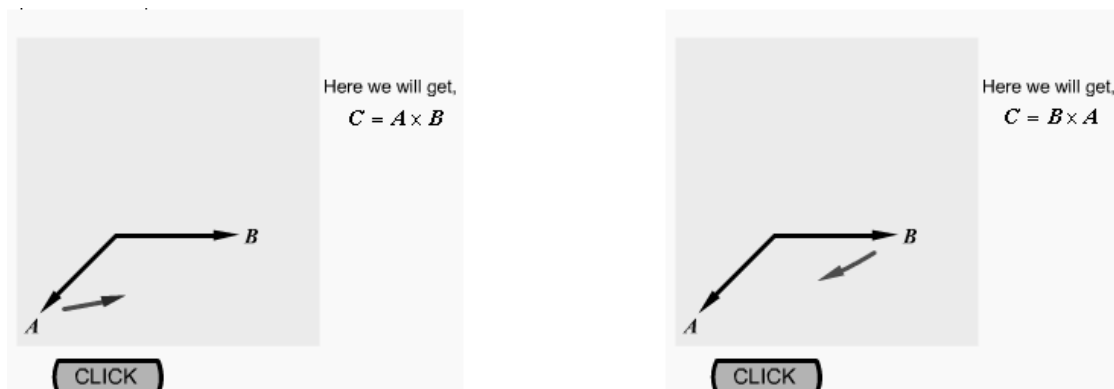 Here we will get,
C = A × B
B
A
CLICK
Here we will get,
C = B × A
B
A
CLICK